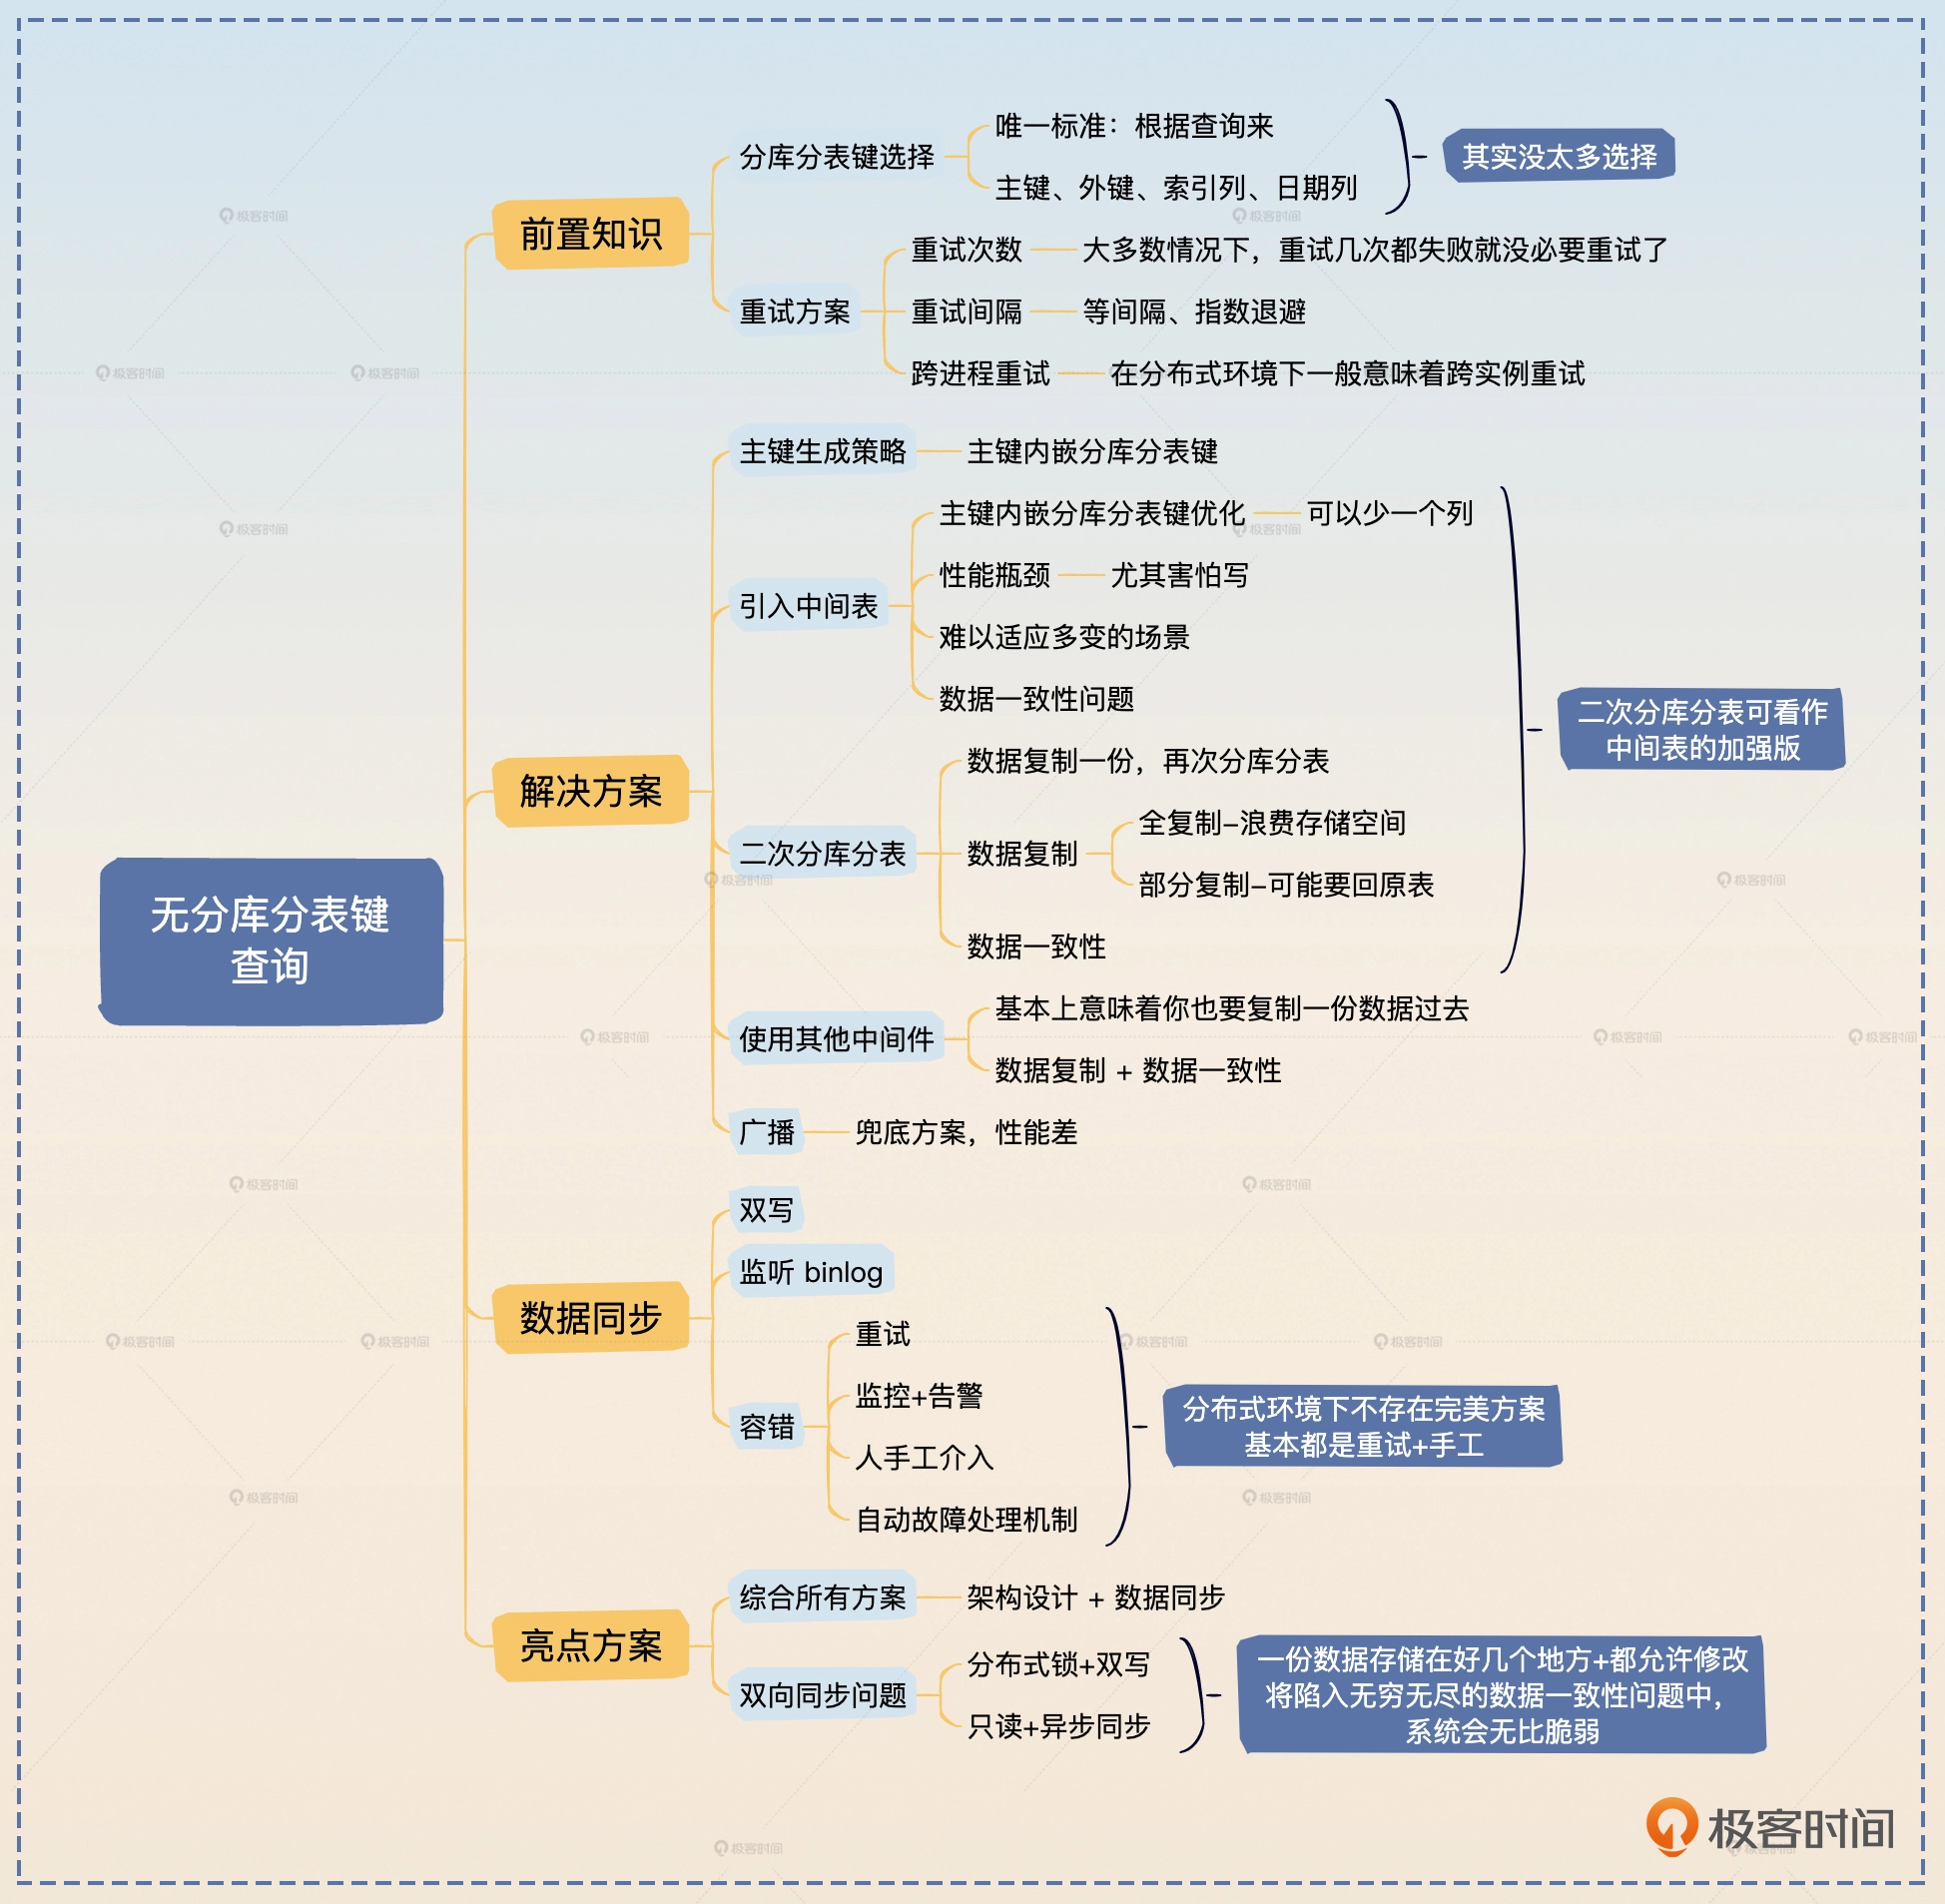 唯一标准：根据查询来
分库分表键选择
其实没太多选择
主键、外键、索引列、日期列
前置知识
重试次数
大多数情况下，重试几次都失败就没必要重试了
重试方案
重试间隔
等间隔、指数退避
跨进程重试
在分布式环境下一般意味着跨实例重试
主键生成策略
主键内嵌分库分表键
主键内嵌分库分表键优化
可以少一个列
性能瓶颈
尤其害怕写
引入中间表
难以适应多变的场景
数据一致性问题
二次分库分表可看作
中间表的加强版
数据复制一份，再次分库分表
解决方案
全复制–浪费存储空间
二次分库分表
数据复制
部分复制–可能要回原表
无分库分表键
查询
数据一致性
基本上意味着你也要复制一份数据过去
使用其他中间件
数据复制 + 数据一致性
广播
兜底方案，性能差
双写
监听 binlog
数据同步
重试
监控+告警
容错
分布式环境下不存在完美方案
基本都是重试+手工
人手工介入
自动故障处理机制
综合所有方案
架构设计 + 数据同步
亮点方案
分布式锁+双写
双向同步问题
只读+异步同步
一份数据存储在好几个地方+都允许修改
将陷入无穷无尽的数据一致性问题中，
系统会无比脆弱
极客时间